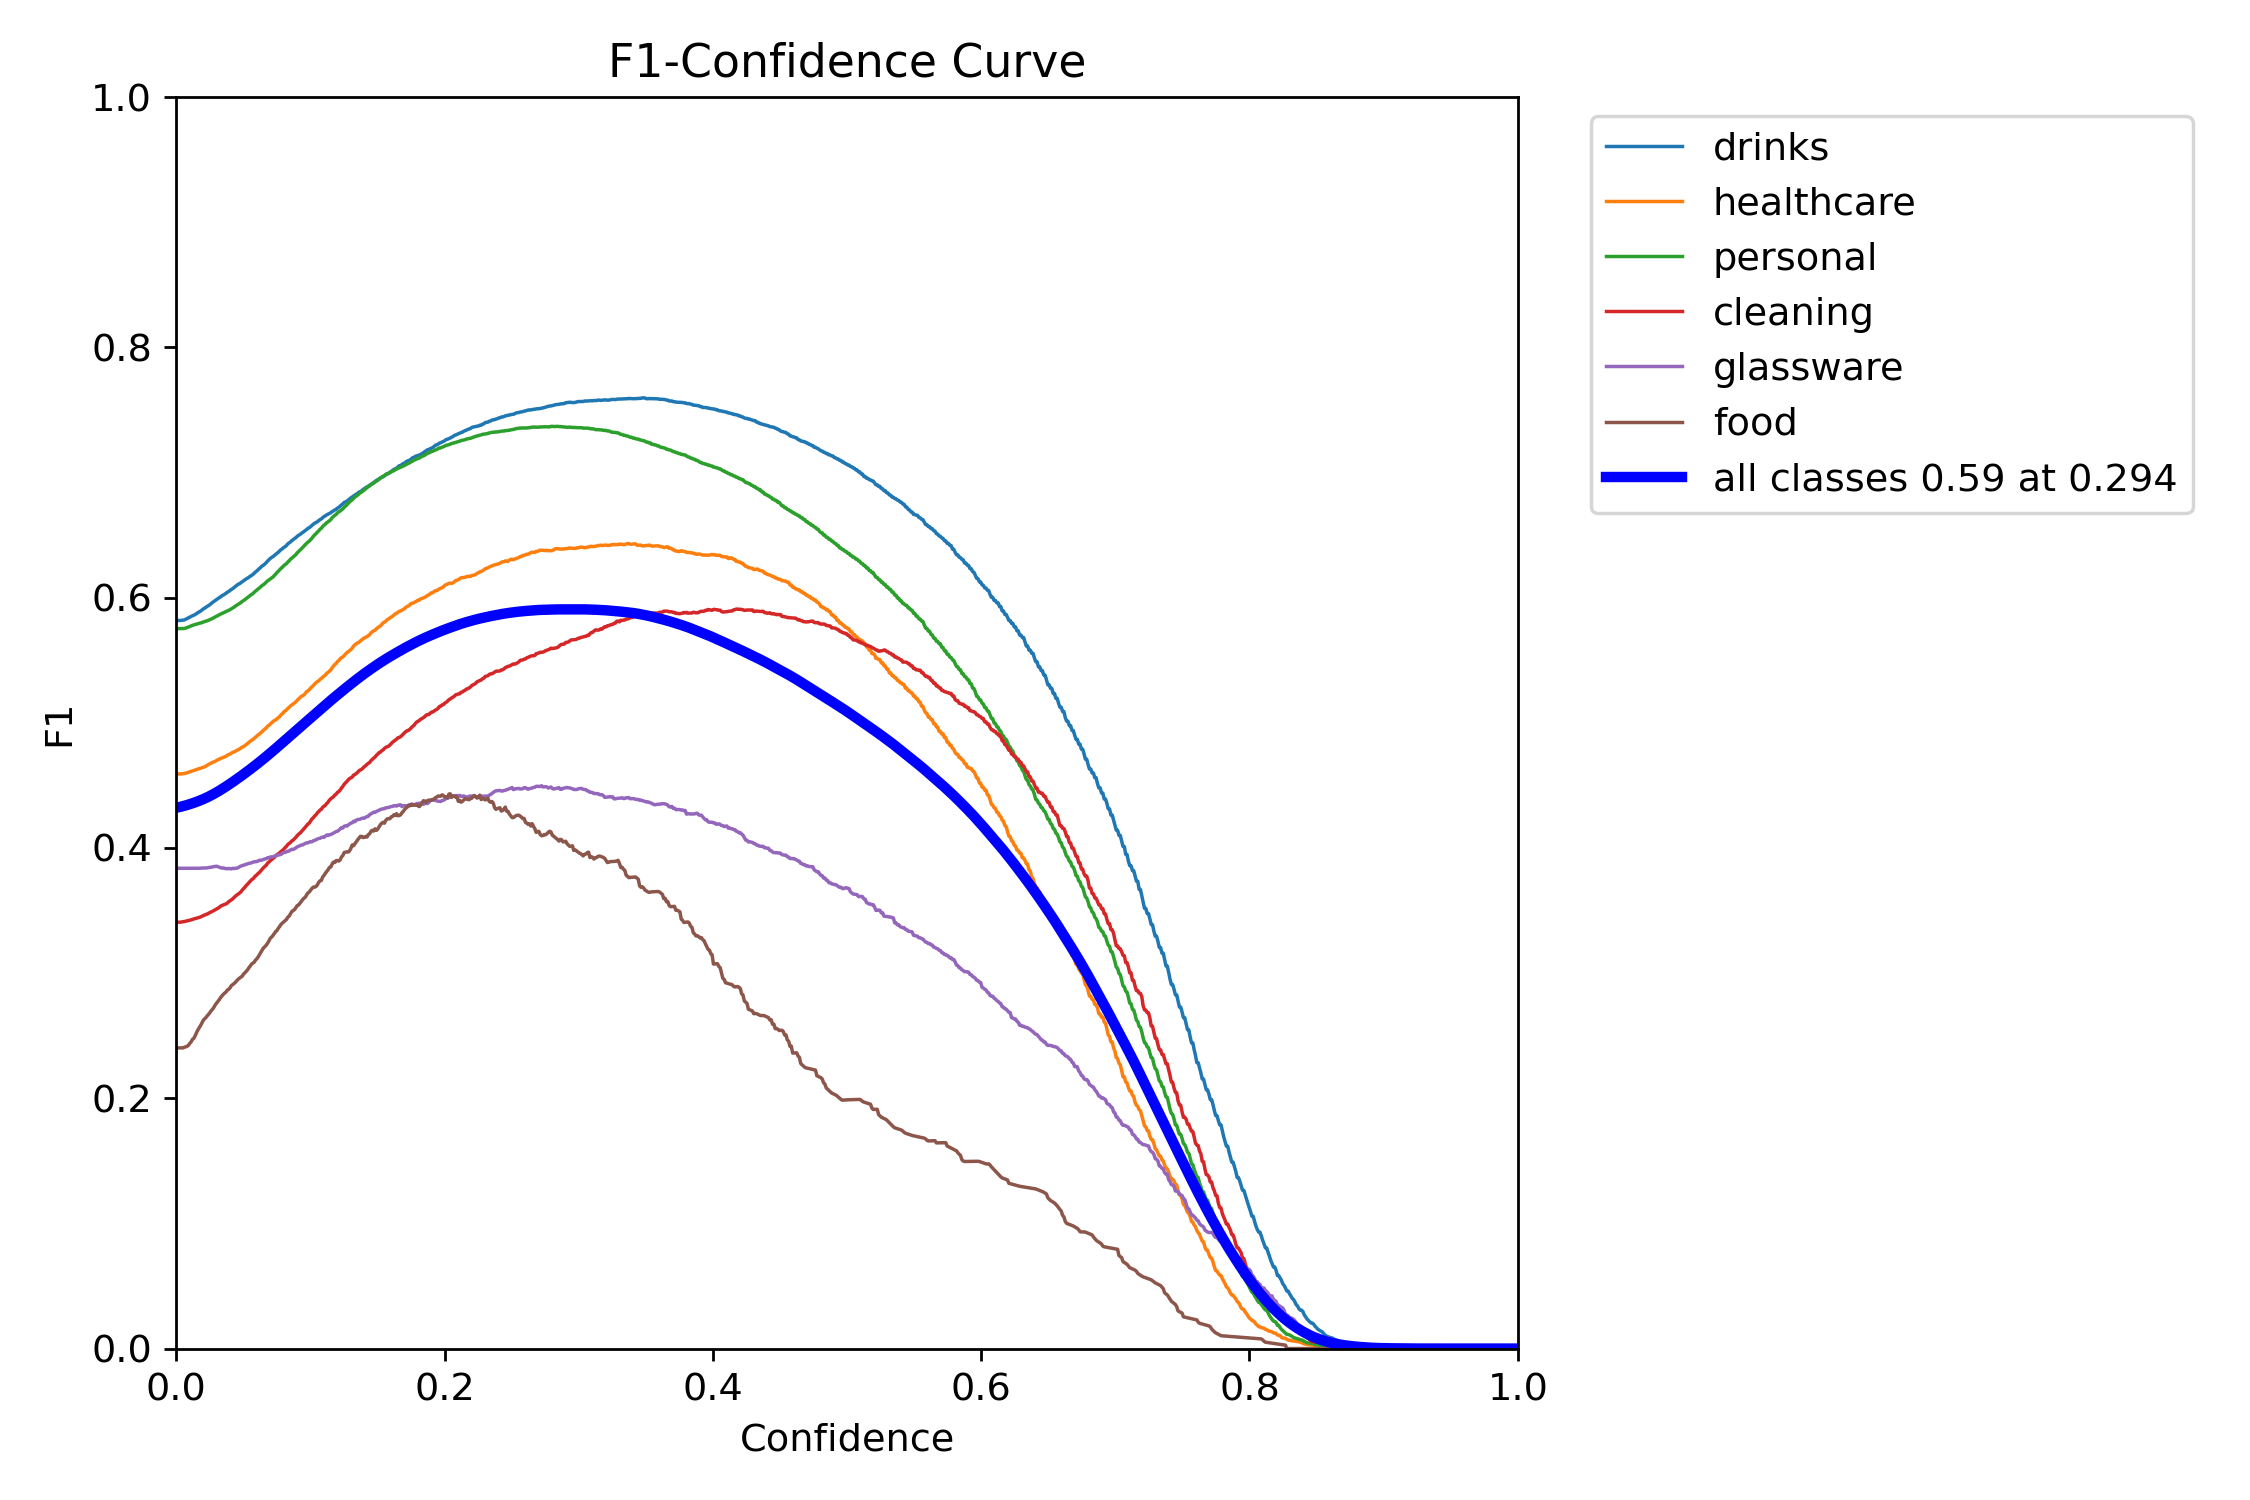 F1-Confidence Curve
1.0
0.8
0.6
0.4
0.2
0.0
F1
0.0 0.2 0.4 0.6 0.8 1.0
Confidence
drinks
healthcare
personal
cleaning
glassware
food
all classes 0.59 at 0.294